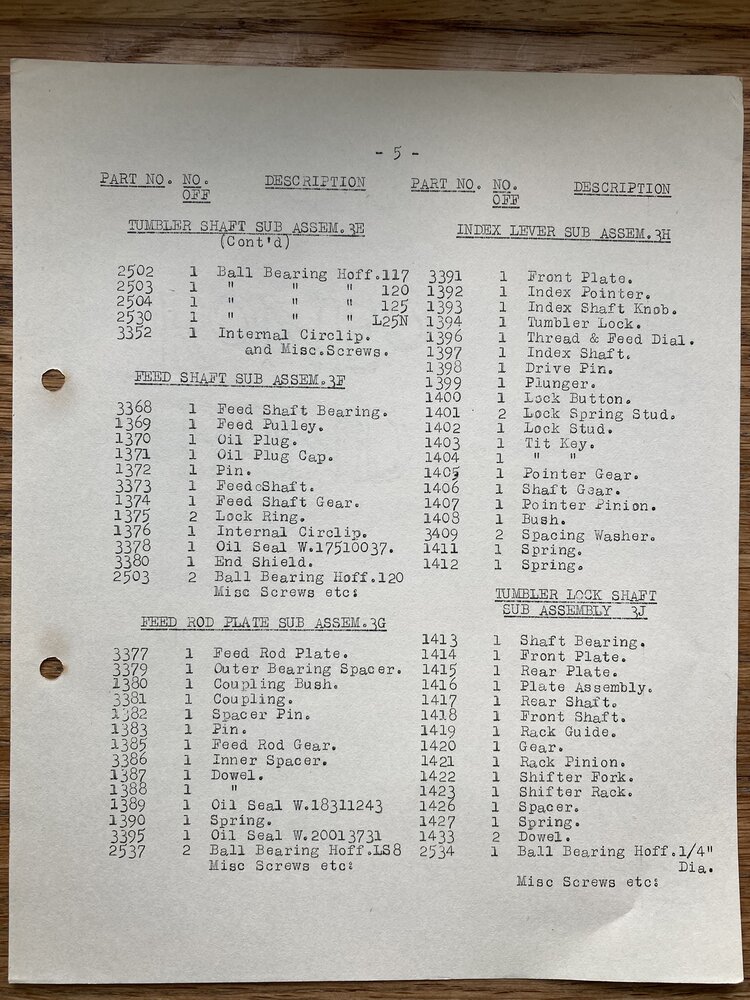 - 5 -
PART NO. NO. OFF DESCRIPTION
TUMBLER SHAFT SUB ASSEM.3E
(Cont'd)
2502 1 Ball Bearing Hoff.117
2503 1 " " " 120
2504 1 " " " 125
2530 1 " " " L25N
3352 1 Internal Circlip.
and Misc.Screws.
FEED SHAFT SUB ASSEM.3F
3368 1 Feed Shaft Bearing.
1369 1 Feed Pulley.
1370 1 Oil Plug.
1371 1 Oil Plug Cap.
1372 1 Pin.
3373 1 Feed Shaft.
1374 1 Feed Shaft Gear.
1375 2 Lock Ring.
1376 1 Internal Circlip.
3378 1 Oil Seal W.17510037.
3380 1 End Shield.
2503 2 Ball Bearing Hoff.120
Misc Screws etc:
FEED ROD PLATE SUB ASSEM.3G
3377 1 Feed Rod Plate.
3379 1 Outer Bearing Spacer.
1380 1 Coupling Bush.
3381 1 Coupling.
1382 1 Spacer Pin.
1383 1 Pin.
1385 1 Feed Rod Gear.
3386 1 Inner Spacer.
1387 1 Dowel.
1388 1 "
1389 1 Oil Seal W.18311243
1390 1 Spring.
3395 1 Oil Seal W.20013731
2537 2 Ball Bearing Hoff.LS8
Misc Screws etc:
PART NO. NO. OFF DESCRIPTION
INDEX LEVER SUB ASSEM.3H
3391 1 Front Plate.
1392 1 Index Pointer.
1393 1 Index Shaft Knob.
1394 1 Tumbler Lock.
1396 1 Thread & Feed Dial.
1397 1 Index Shaft.
1398 1 Drive Pin.
1399 1 Plunger.
1400 1 Lock Button.
1401 2 Lock Spring Stud.
1402 1 Lock Stud.
1403 1 Tit Key.
1404 1 " "
1405 1 Pointer Gear.
1406 1 Shaft Gear.
1407 1 Pointer Pinion.
1408 1 Bush.
3409 2 Spacing Washer.
1411 1 Spring.
1412 1 Spring.
TUMBLER LOCK SHAFT
SUB ASSEMBLY 3J
1413 1 Shaft Bearing.
1414 1 Front Plate.
1415 1 Rear Plate.
1416 1 Plate Assembly.
1417 1 Rear Shaft.
1418 1 Front Shaft.
1419 1 Rack Guide.
1420 1 Gear.
1421 1 Rack Pinion.
1422 1 Shifter Fork.
1423 1 Shifter Rack.
1426 1 Spacer.
1427 1 Spring.
1433 2 Dowel.
2534 1 Ball Bearing Hoff.1/4"
Dia.
Misc Screws etc: